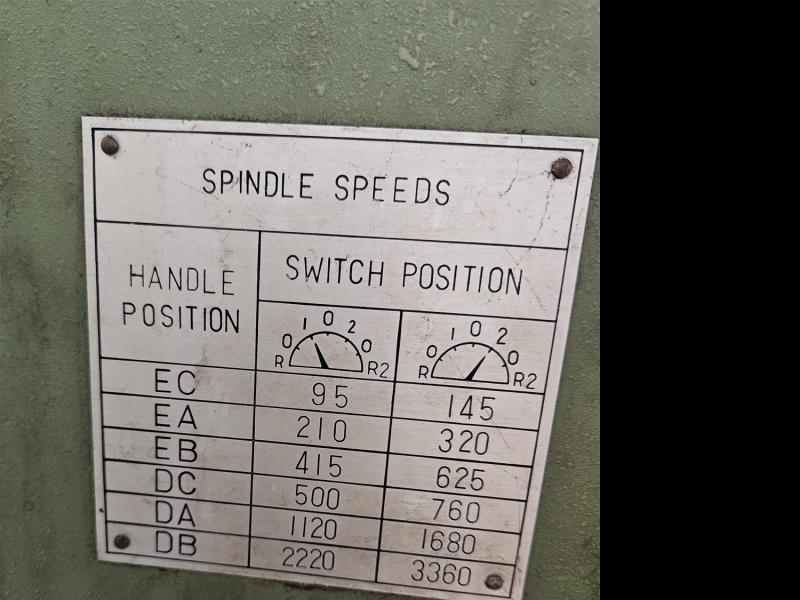 SPINDLE SPEEDS
HANDLE POSITION
SWITCH POSITION
R 0 1 0 2 0 R2
R 0 1 0 2 0 R2
EC 95 145
EA 210 320
EB 415 625
DC 500 760
DA 1120 1680
DB 2220 3360